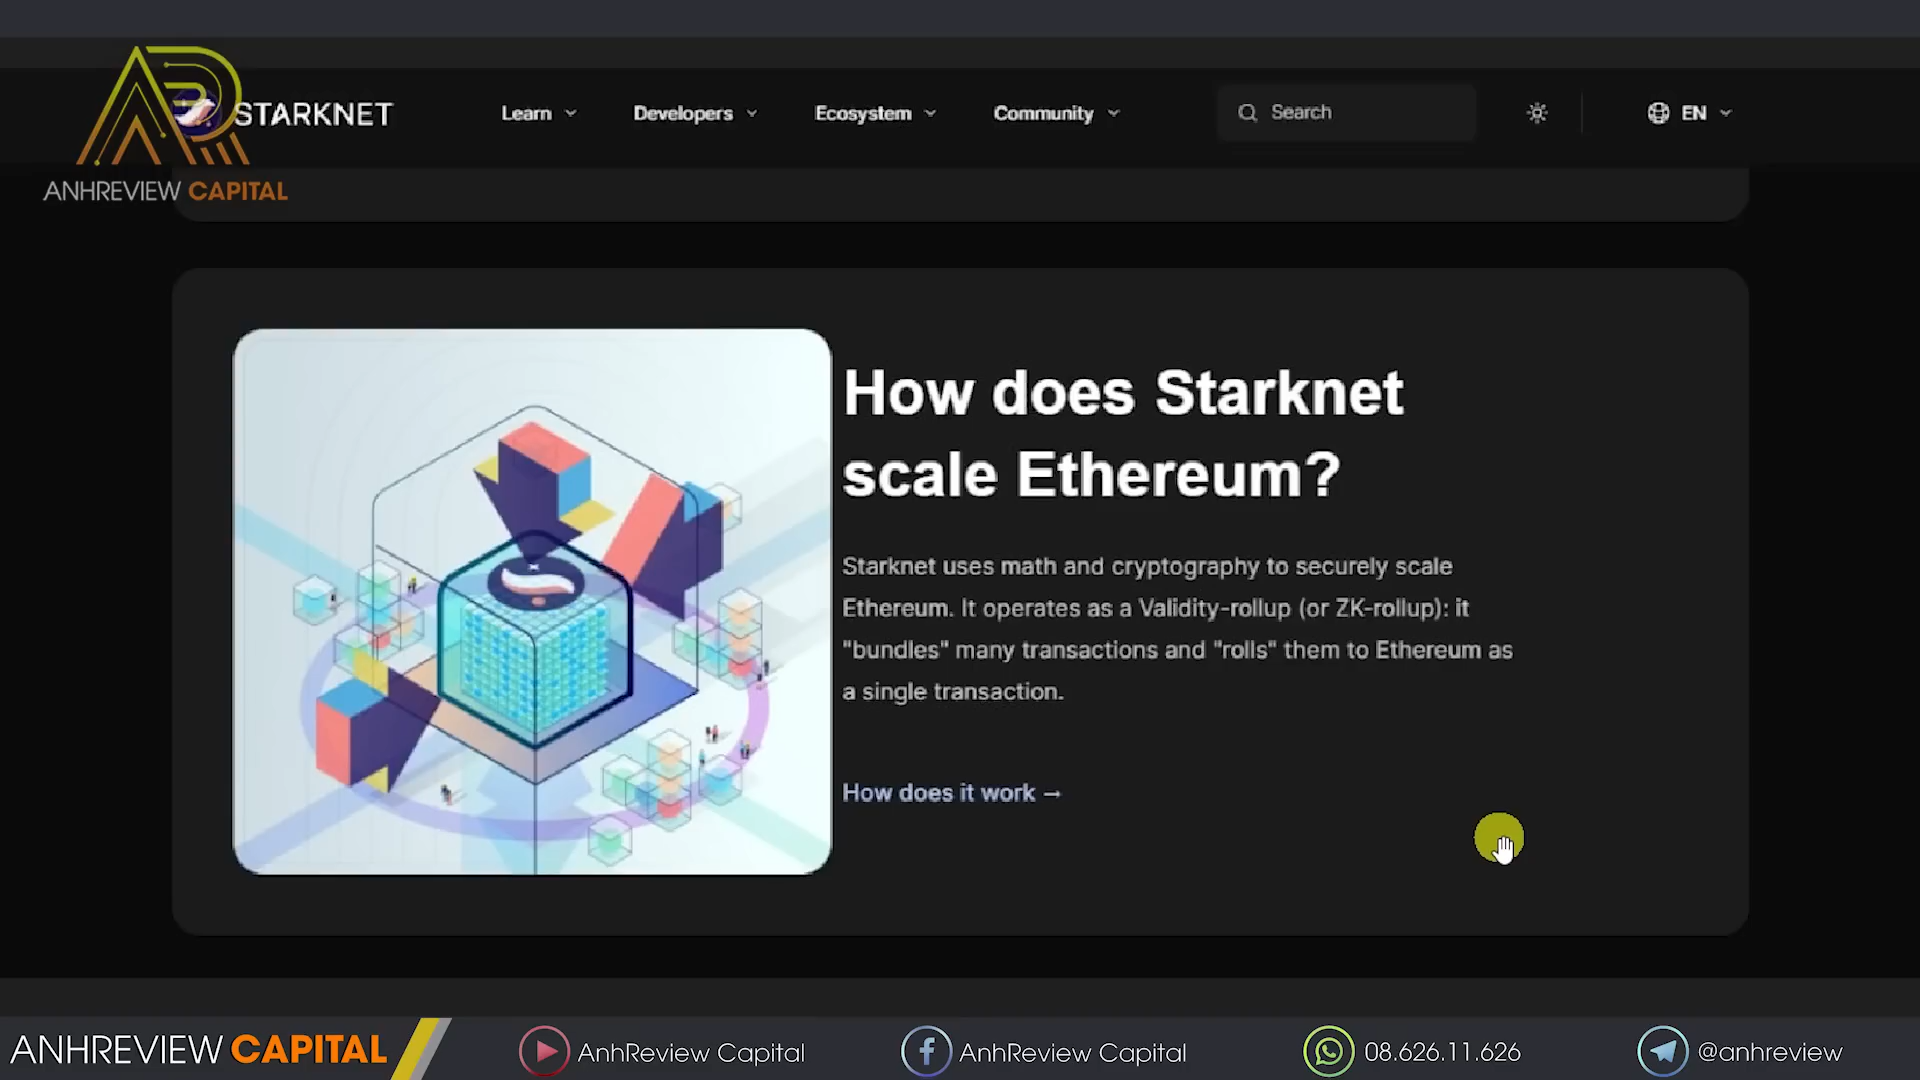 STARKNET
Learn
Developers
Ecosystem
Community
Search
EN
ANHREVIEW CAPITAL
How does Starknet
scale Ethereum?
Starknet uses math and cryptography to securely scale
Ethereum. It operates as a Validity-rollup (or ZK-rollup): it
"bundles" many transactions and "rolls" them to Ethereum as
a single transaction.
How does it work →
ANHREVIEW CAPITAL
AnhReview Capital
AnhReview Capital
08.626.11.626
@anhreview